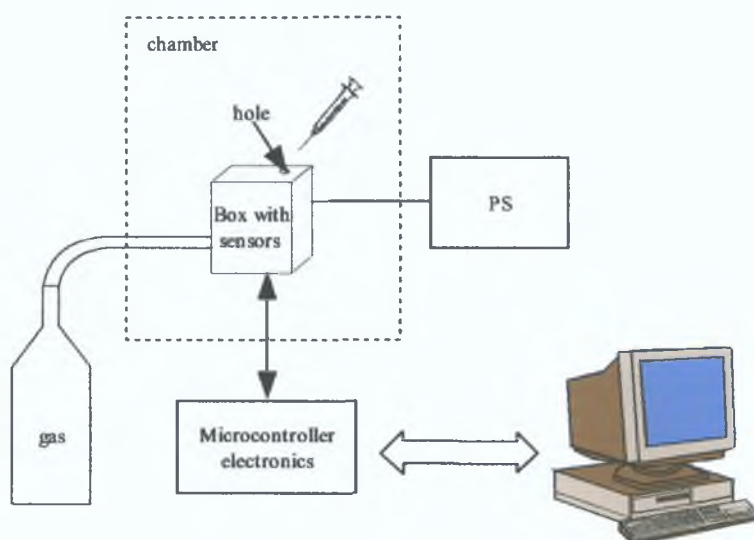 chamber
hole
Box with
sensors
PS
gas
Microcontroller
electronics